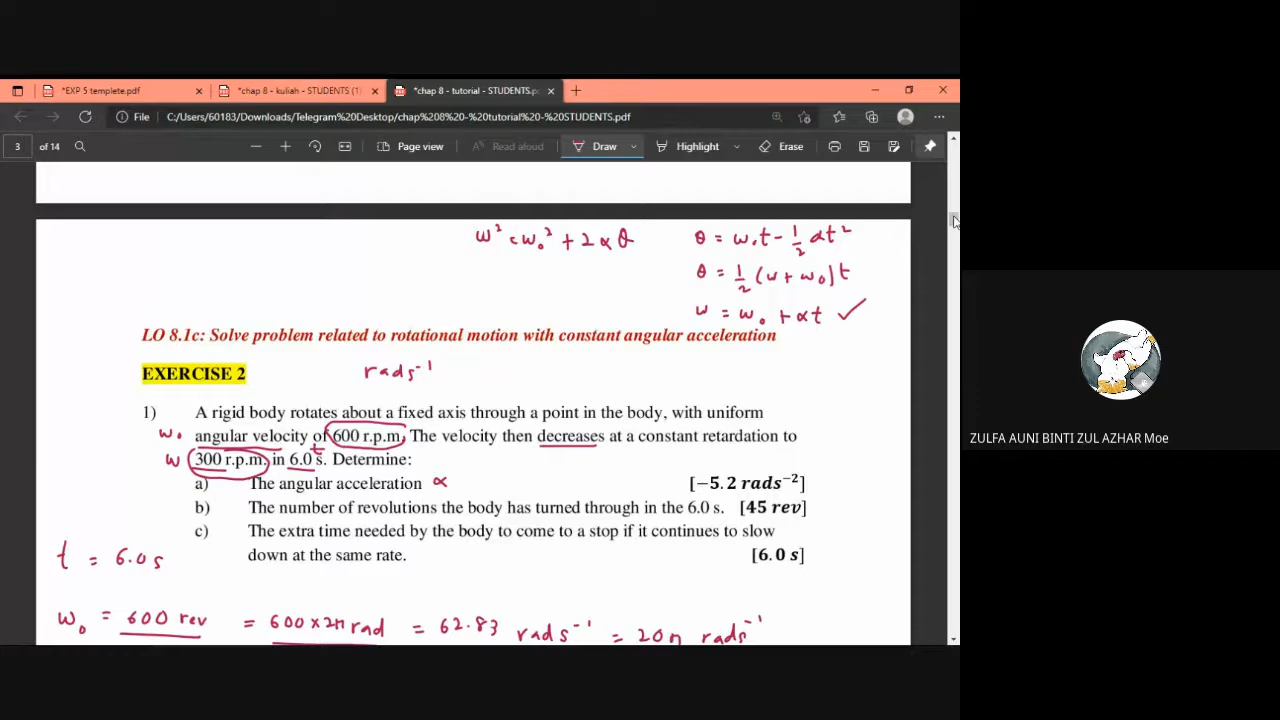 *EXP 5 templete.pdf
*chap 8 - kuliah - STUDENTS (1)
*chap 8 - tutorial - STUDENTS.pd
File C:/Users/60183/Downloads/Telegram%20Desktop/chap%208%20-%20tutorial%20-%20STUDENTS.pdf
3 of 14 Page view Read aloud Draw Highlight Erase
ω² = ω₀² + 2αθ
θ = ω₀t - 1/2 αt²
θ = 1/2 (ω + ω₀)t
ω = ω₀ + αt ✓
LO 8.1c: Solve problem related to rotational motion with constant angular acceleration
EXERCISE 2
rads⁻¹
1) A rigid body rotates about a fixed axis through a point in the body, with uniform
ω₀ angular velocity of 600 r.p.m. The velocity then decreases at a constant retardation to
t
ω 300 r.p.m. in 6.0 s. Determine:
a) The angular acceleration α [−5.2 rads⁻²]
b) The number of revolutions the body has turned through in the 6.0 s. [45 rev]
c) The extra time needed by the body to come to a stop if it continues to slow
down at the same rate. [6.0 s]
t = 6.0 s
ω₀ = 600 rev = 600 x 2π rad = 62.83 rads⁻¹ = 20π rads⁻¹
ZULFA AUNI BINTI ZUL AZHAR Moe